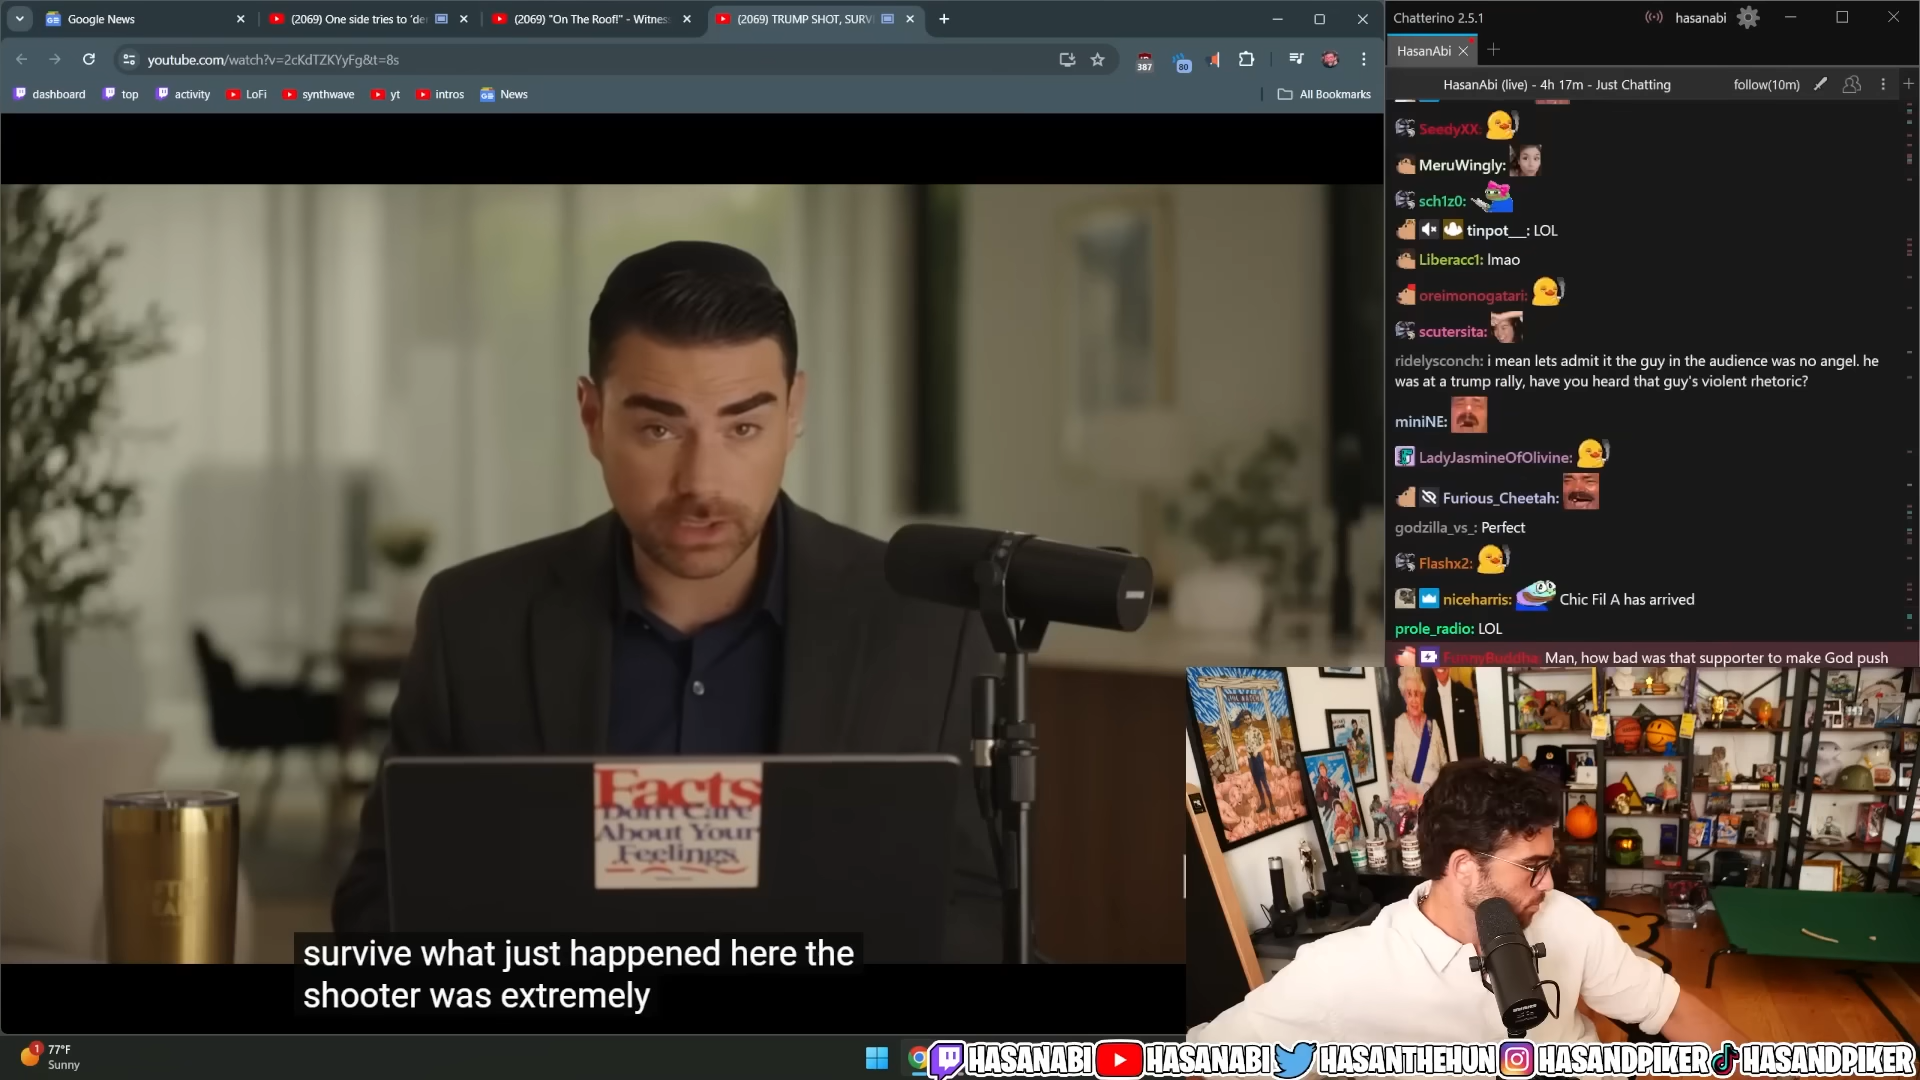 Google News
(2069) One side tries to 'de
(2069) "On The Roof!" - Witness
(2069) TRUMP SHOT, SURV
youtube.com/watch?v=2cKdTZKYyFg&t=8s
387
80
dashboard
top
activity
LoFi
synthwave
yt
intros
News
All Bookmarks
Facts
Don't Care
About Your
Feelings
survive what just happened here the
shooter was extremely
Chatterino 2.5.1
hasanabi
HasanAbi
HasanAbi (live) - 4h 17m - Just Chatting
follow(10m)
SeedyXX:
MeruWingly:
sch1z0:
tinpot__: LOL
Liberacc1: lmao
oreimonogatari:
scutersita:
ridelysconch: i mean lets admit it the guy in the audience was no angel. he
was at a trump rally, have you heard that guy's violent rhetoric?
miniNE:
LadyJasmineOfOlivine:
Furious_Cheetah:
godzilla_vs_: Perfect
Flashx2:
niceharris: Chic Fil A has arrived
prole_radio: LOL
FunnyBuddha: Man, how bad was that supporter to make God push
1
77°F
Sunny
HASANABI HASANABI HASANTHEHUN HASANDPIKER HASANDPIKER